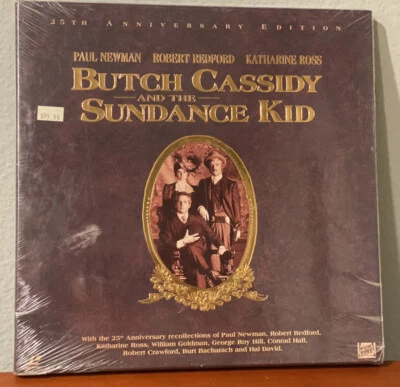 25TH ANNIVERSARY EDITION
PAUL NEWMAN ROBERT REDFORD KATHARINE ROSS
BUTCH CASSIDY
AND THE
SUNDANCE KID
With the 25th Anniversary recollections of Paul Newman, Robert Redford,
Katharine Ross, William Goldman, George Roy Hill, Conrad Hall,
Robert Crawford, Burt Bacharach and Hal David.